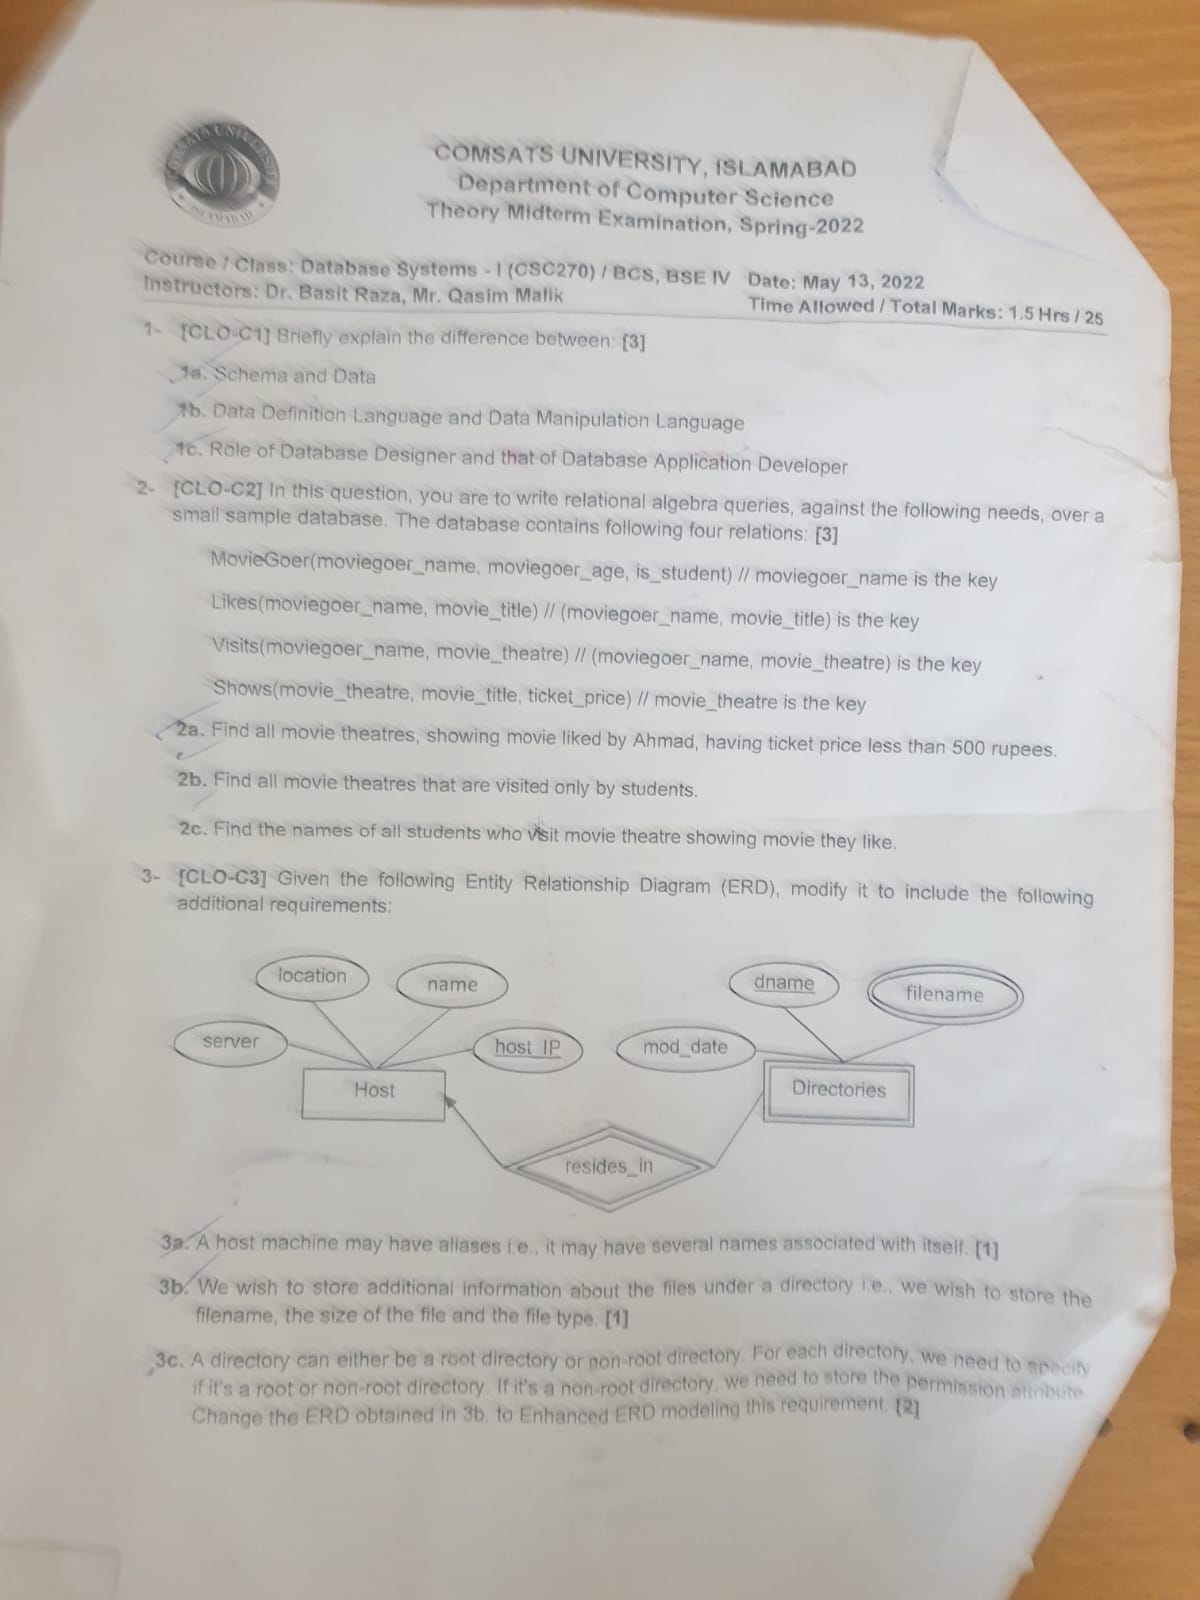 COMSATS UNIVERSITY
ISLAMABAD
COMSATS UNIVERSITY, ISLAMABAD
Department of Computer Science
Theory Midterm Examination, Spring-2022
Course / Class: Database Systems - I (CSC270) / BCS, BSE IV Date: May 13, 2022
Instructors: Dr. Basit Raza, Mr. Qasim Malik Time Allowed / Total Marks: 1.5 Hrs / 25
1- [CLO-C1] Briefly explain the difference between: [3]
1a. Schema and Data
1b. Data Definition Language and Data Manipulation Language
1c. Role of Database Designer and that of Database Application Developer
2- [CLO-C2] In this question, you are to write relational algebra queries, against the following needs, over a
small sample database. The database contains following four relations: [3]
MovieGoer(moviegoer_name, moviegoer_age, is_student) // moviegoer_name is the key
Likes(moviegoer_name, movie_title) // (moviegoer_name, movie_title) is the key
Visits(moviegoer_name, movie_theatre) // (moviegoer_name, movie_theatre) is the key
Shows(movie_theatre, movie_title, ticket_price) // movie_theatre is the key
2a. Find all movie theatres, showing movie liked by Ahmad, having ticket price less than 500 rupees.
2b. Find all movie theatres that are visited only by students.
2c. Find the names of all students who visit movie theatre showing movie they like.
3- [CLO-C3] Given the following Entity Relationship Diagram (ERD), modify it to include the following
additional requirements:
location name dname filename
server host_IP mod_date
Host Directories
resides_in
3a. A host machine may have aliases i.e., it may have several names associated with itself. [1]
3b. We wish to store additional information about the files under a directory i.e., we wish to store the
filename, the size of the file and the file type. [1]
3c. A directory can either be a root directory or non-root directory. For each directory, we need to specify
if it's a root or non-root directory. If it's a non-root directory, we need to store the permission attribute.
Change the ERD obtained in 3b. to Enhanced ERD modeling this requirement. [2]